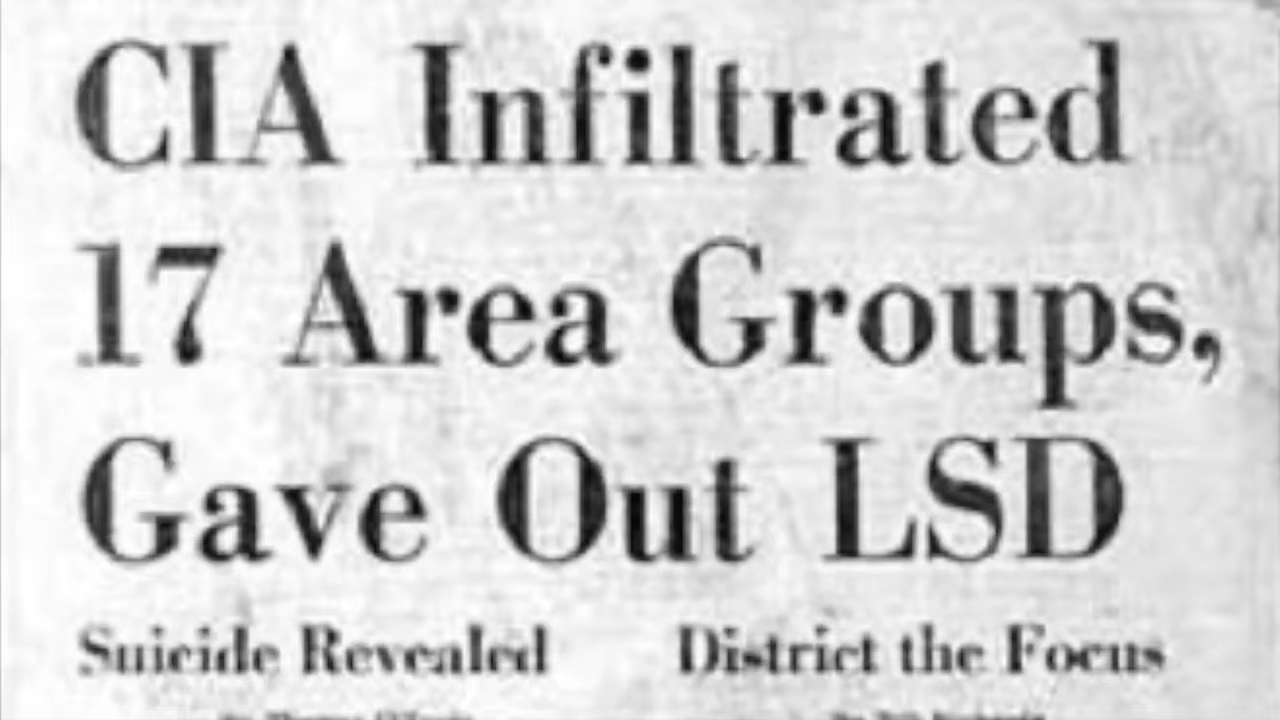 CIA Infiltrated
17 Area Groups,
Gave Out LSD
Suicide Revealed
District the Focus